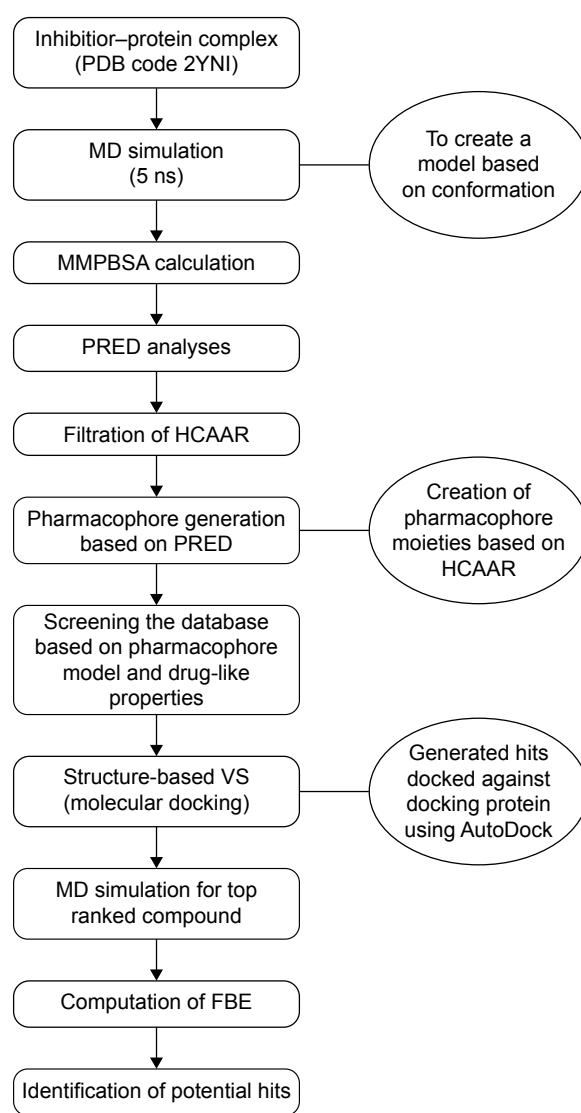 Inhibitior–protein complex
(PDB code 2YNI)
MD simulation
(5 ns)
To create a
model based
on conformation
MMPBSA calculation
PRED analyses
Filtration of HCAAR
Pharmacophore generation
based on PRED
Creation of
pharmacophore
moieties based on
HCAAR
Screening the database
based on pharmacophore
model and drug-like
properties
Structure-based VS
(molecular docking)
Generated hits
docked against
docking protein
using AutoDock
MD simulation for top
ranked compound
Computation of FBE
Identification of potential hits